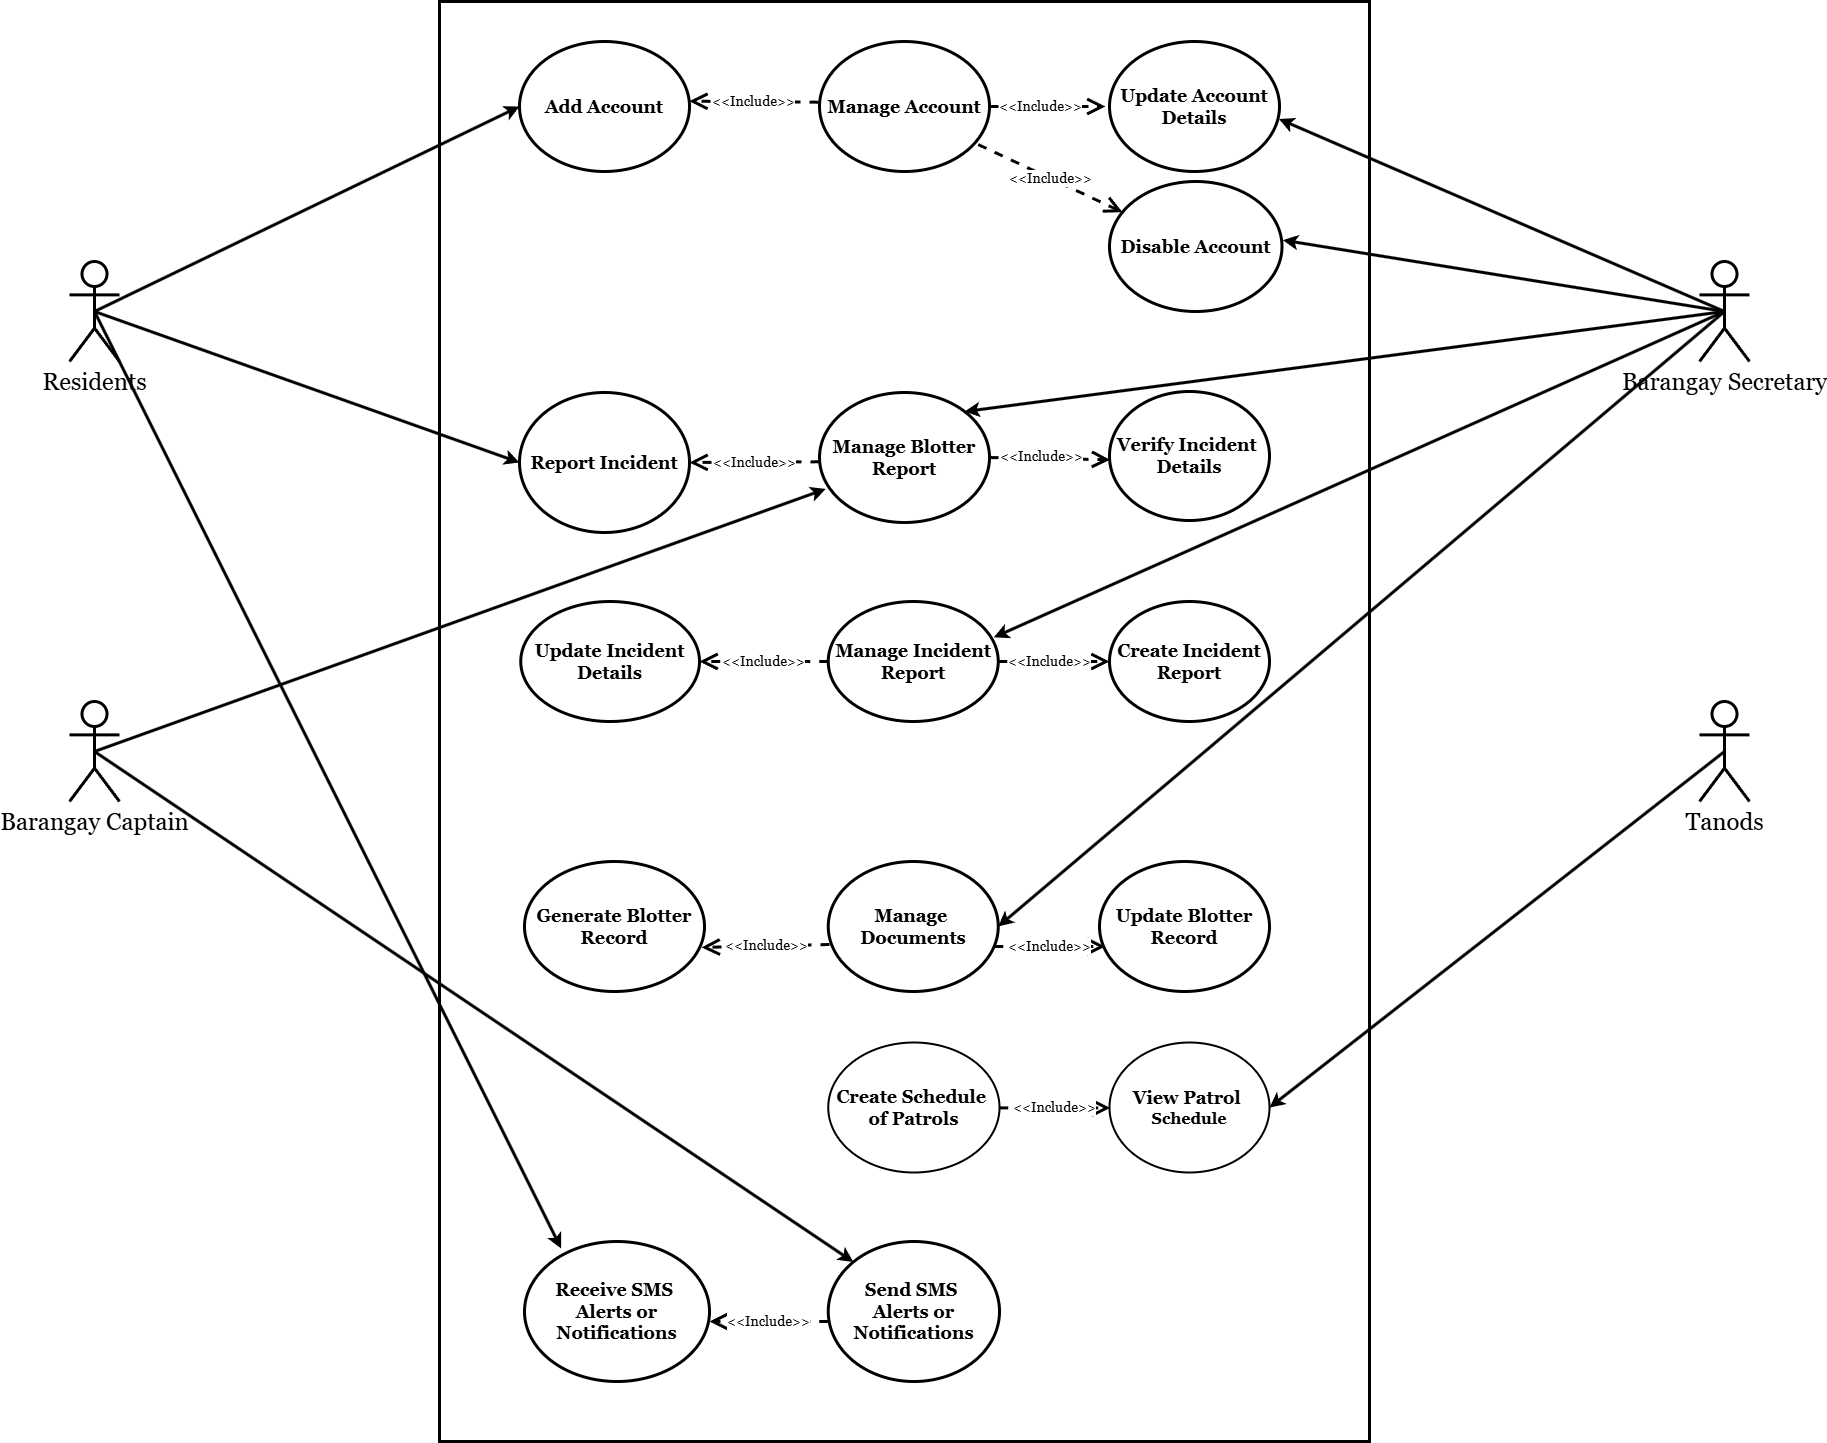 Add Account
<<Include>>
Manage Account
<<Include>>
Update Account
Details
<<Include>>
Disable Account
Residents
Barangay Secretary
Report Incident
<<Include>>
Manage Blotter
Report
<<Include>>
Verify Incident
Details
Update Incident
Details
<<Include>>
Manage Incident
Report
<<Include>>
Create Incident
Report
Barangay Captain
Tanods
Generate Blotter
Record
<<Include>>
Manage
Documents
<<Include>>
Update Blotter
Record
Create Schedule
of Patrols
<<Include>>
View Patrol
Schedule
Receive SMS
Alerts or
Notifications
<<Include>>
Send SMS
Alerts or
Notifications